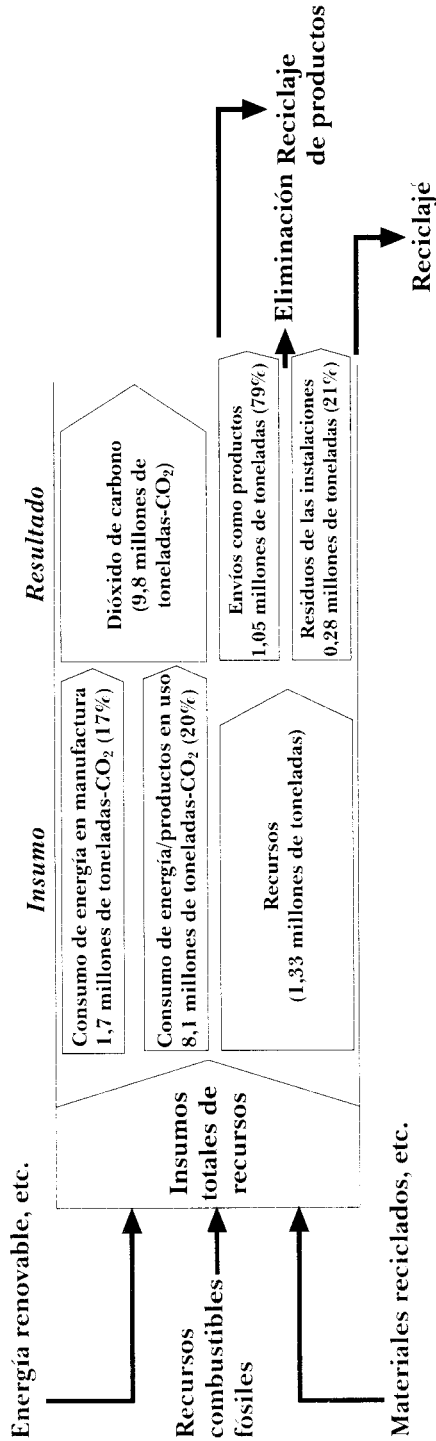 Insumo
Resultado
Energía renovable, etc.
Recursos
combustibles
fósiles
Materiales reciclados, etc.
Insumos
totales de
recursos
Consumo de energía en manufactura
1,7 millones de toneladas-CO₂ (17%)
Consumo de energía/productos en uso
8,1 millones de toneladas-CO₂ (20%)
Recursos
(1,33 millones de toneladas)
Dióxido de carbono
(9,8 millones de
toneladas-CO₂)
Envíos como productos
1,05 millones de toneladas (79%)
Residuos de las instalaciones
0,28 millones de toneladas (21%)
Eliminación
Reciclaje
de productos
Reciclaje